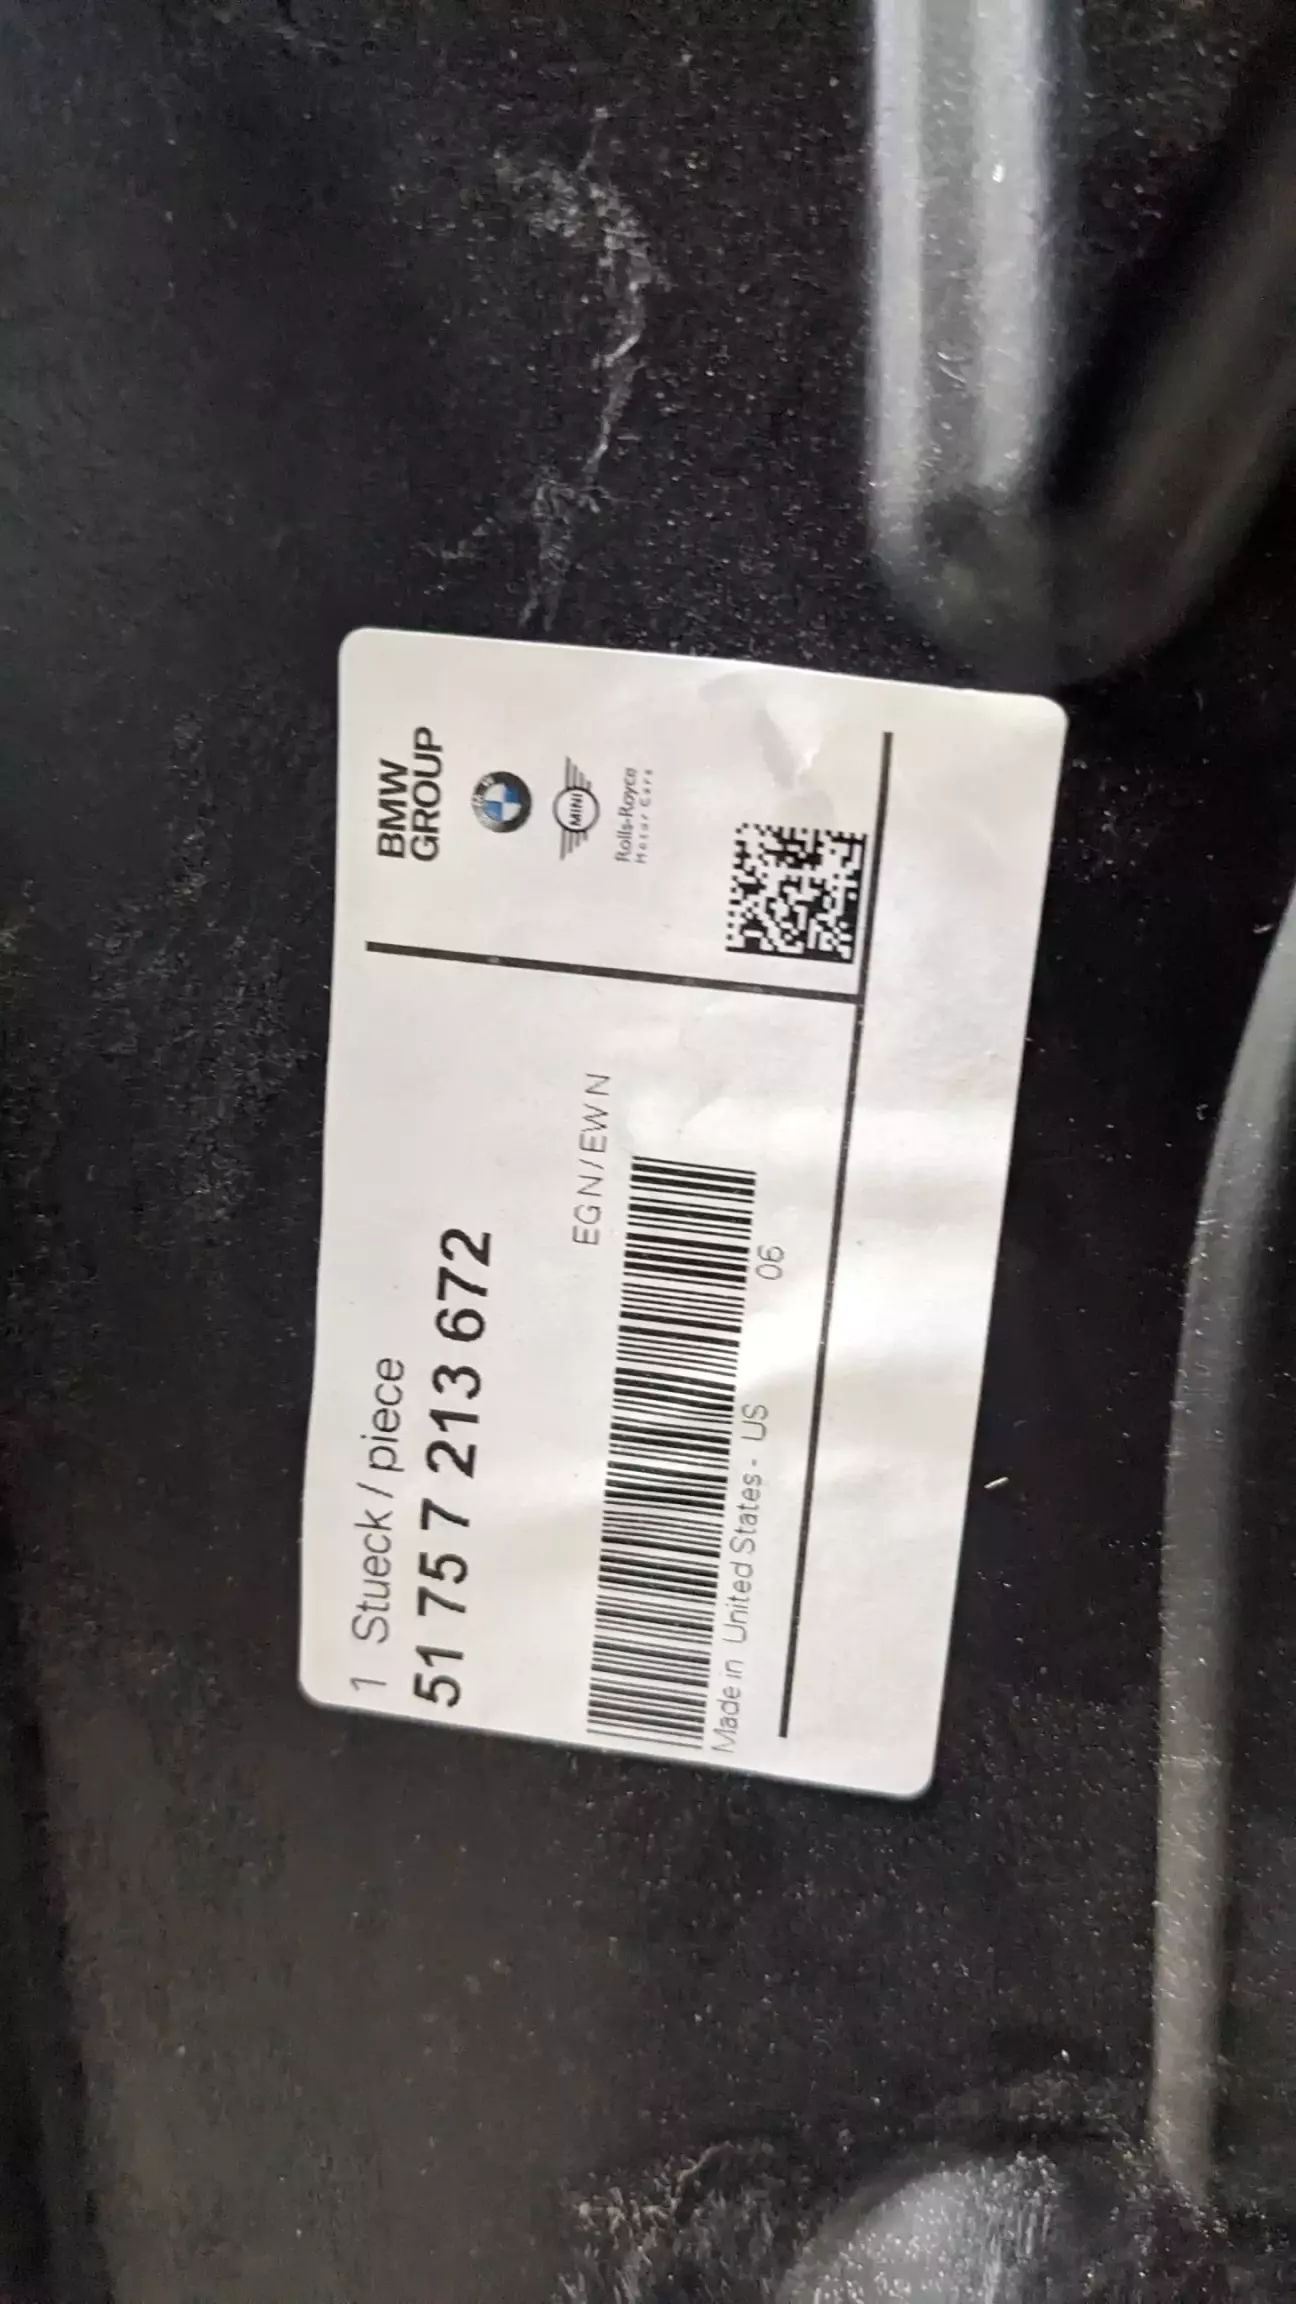 1 Stueck / piece
51 75 7 213 672
EGN/EWN
Made in United States - US 06
BMW
GROUP
MINI
Rolls-Royce
Motor Cars